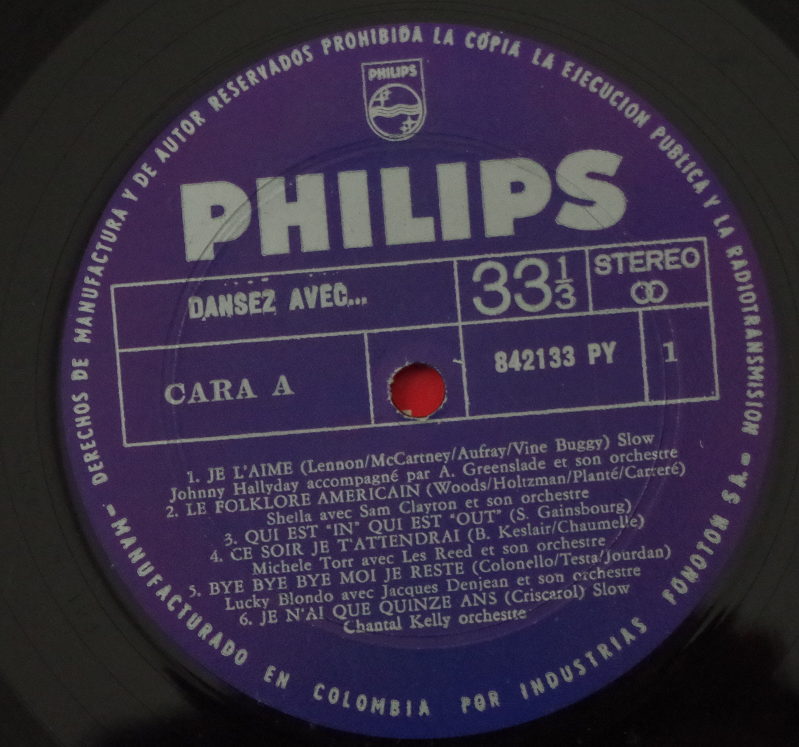 DERECHOS DE MANUFACTURA Y DE AUTOR RESERVADOS PROHIBIDA LA COPIA LA EJECUCION PUBLICA Y LA RADIOTRANSMISION
PHILIPS
PHILIPS
DANSEZ AVEC...
33 1/3
STEREO
CARA A
842133 PY
1
1. JE L'AIME (Lennon/McCartney/Aufray/Vine Buggy) Slow
Johnny Hallyday accompagné par A. Greenslade et son orchestre
2. LE FOLKLORE AMERICAIN (Woods/Holtzman/Planté/Carreré)
Sheila avec Sam Clayton et son orchestre
3. QUI EST "IN" QUI EST "OUT" (S. Gainsbourg)
4. CE SOIR JE T'ATTENDRAI (B. Keslair/Chaumelle)
Michele Torr avec Les Reed et son orchestre
5. BYE BYE BYE MOI JE RESTE (Colonello/Testa/Jourdan)
Lucky Blondo avec Jacques Denjean et son orchestre
6. JE N'AI QUE QUINZE ANS (Criscarol) Slow
Chantal Kelly orchestre
-MANUFACTURADO EN COLOMBIA POR INDUSTRIAS FONOTON S.A.-